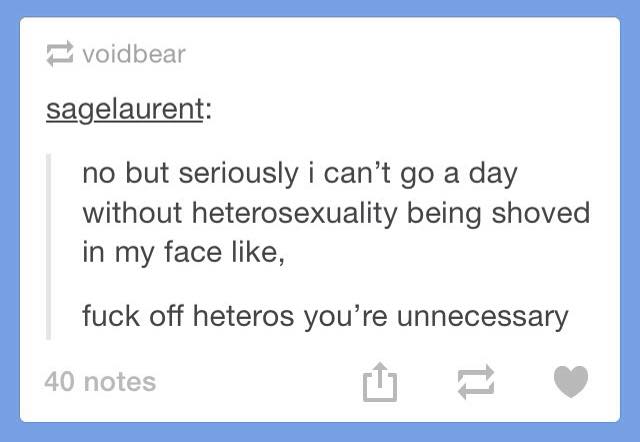 voidbear
sagelaurent:
no but seriously i can’t go a day
without heterosexuality being shoved
in my face like,
fuck off heteros you’re unnecessary
40 notes